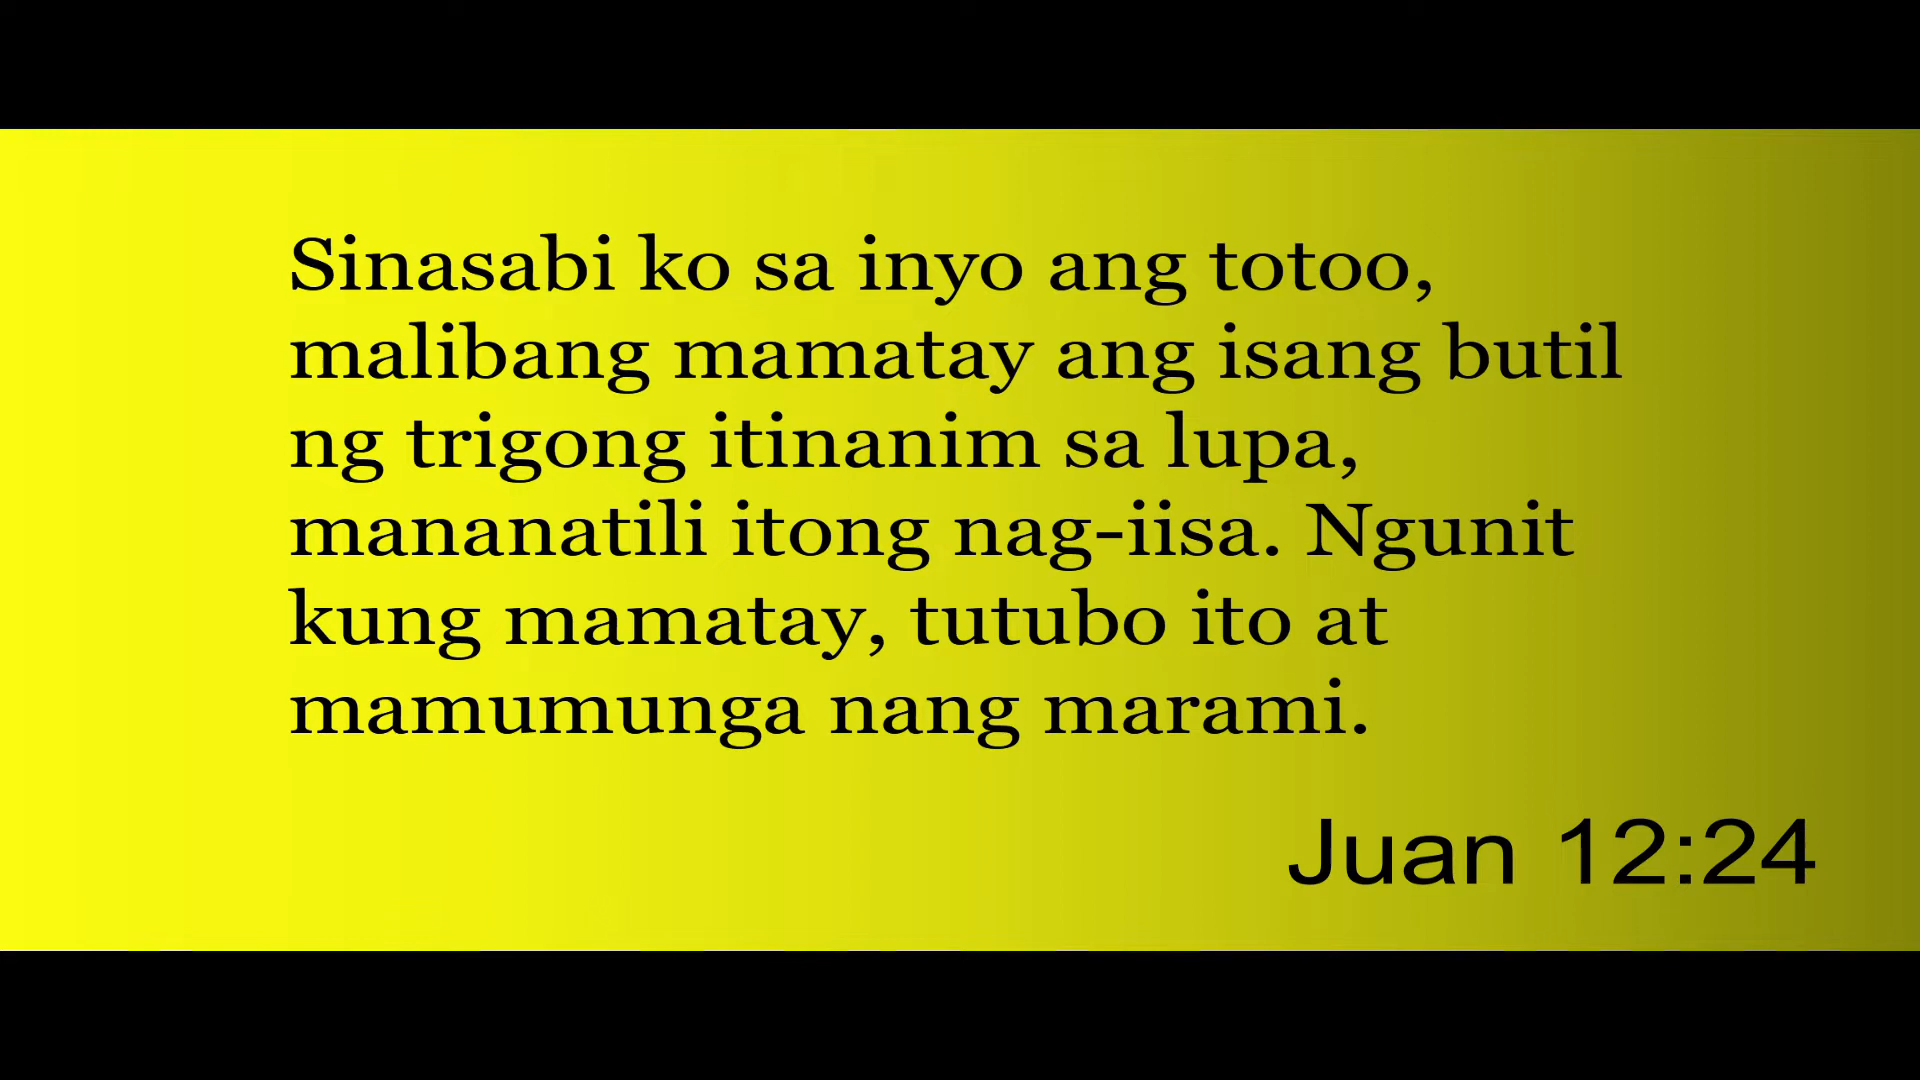 Sinasabi ko sa inyo ang totoo,
malibang mamatay ang isang butil
ng trigong itinanim sa lupa,
mananatili itong nag-iisa. Ngunit
kung mamatay, tutubo ito at
mamumunga nang marami.
Juan 12:24